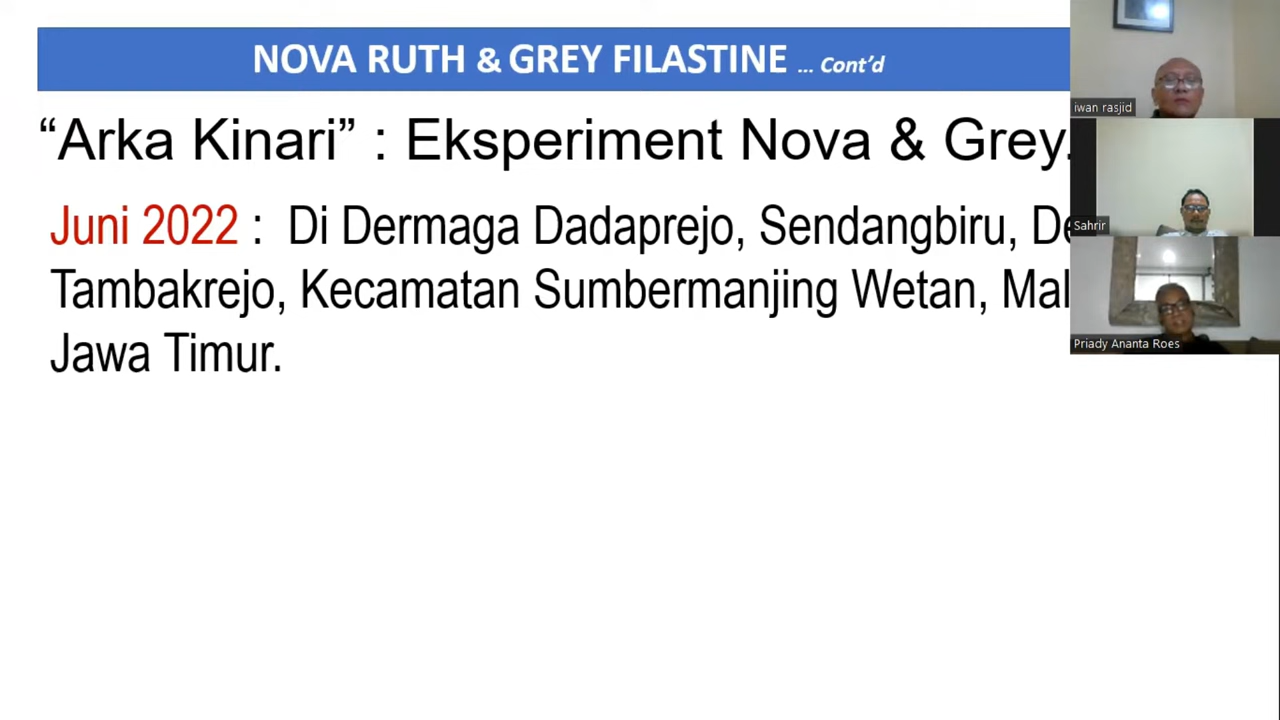 NOVA RUTH & GREY FILASTINE ... Cont'd
“Arka Kinari” : Eksperiment Nova & Grey.
Juni 2022 : Di Dermaga Dadaprejo, Sendangbiru,
Tambakrejo, Kecamatan Sumbermanjing Wetan,
Jawa Timur.
iwan rasjid
Sahrir
Priady Ananta Roes